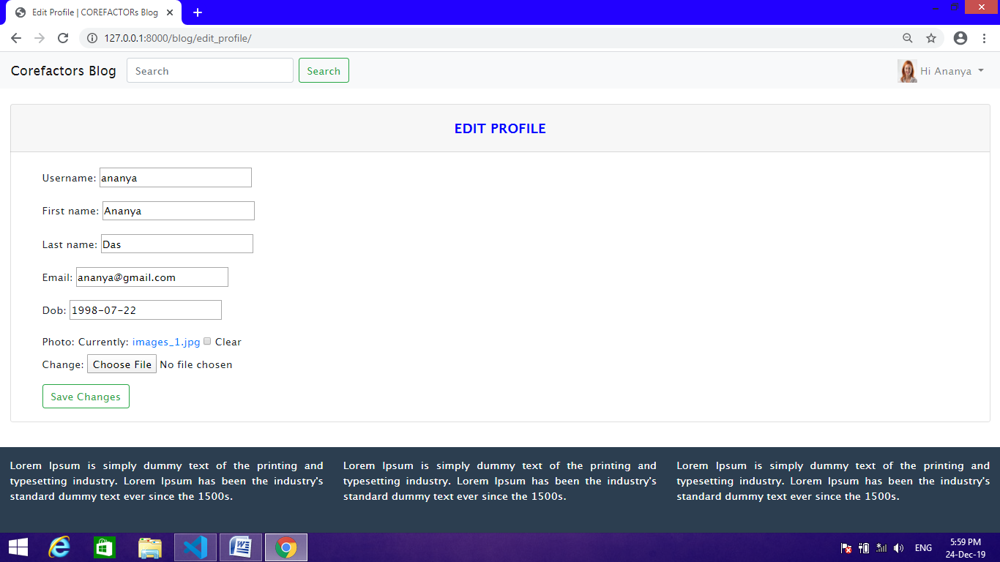 Edit Profile | COREFACTORs Blog
127.0.0.1:8000/blog/edit_profile/
Corefactors Blog Search Search Hi Ananya
EDIT PROFILE
Username: ananya
First name: Ananya
Last name: Das
Email: ananya@gmail.com
Dob: 1998-07-22
Photo: Currently: images_1.jpg Clear
Change: Choose File No file chosen
Save Changes
Lorem Ipsum is simply dummy text of the printing and
typesetting industry. Lorem Ipsum has been the industry's
standard dummy text ever since the 1500s.
Lorem Ipsum is simply dummy text of the printing and
typesetting industry. Lorem Ipsum has been the industry's
standard dummy text ever since the 1500s.
Lorem Ipsum is simply dummy text of the printing and
typesetting industry. Lorem Ipsum has been the industry's
standard dummy text ever since the 1500s.
ENG
5:59 PM
24-Dec-19